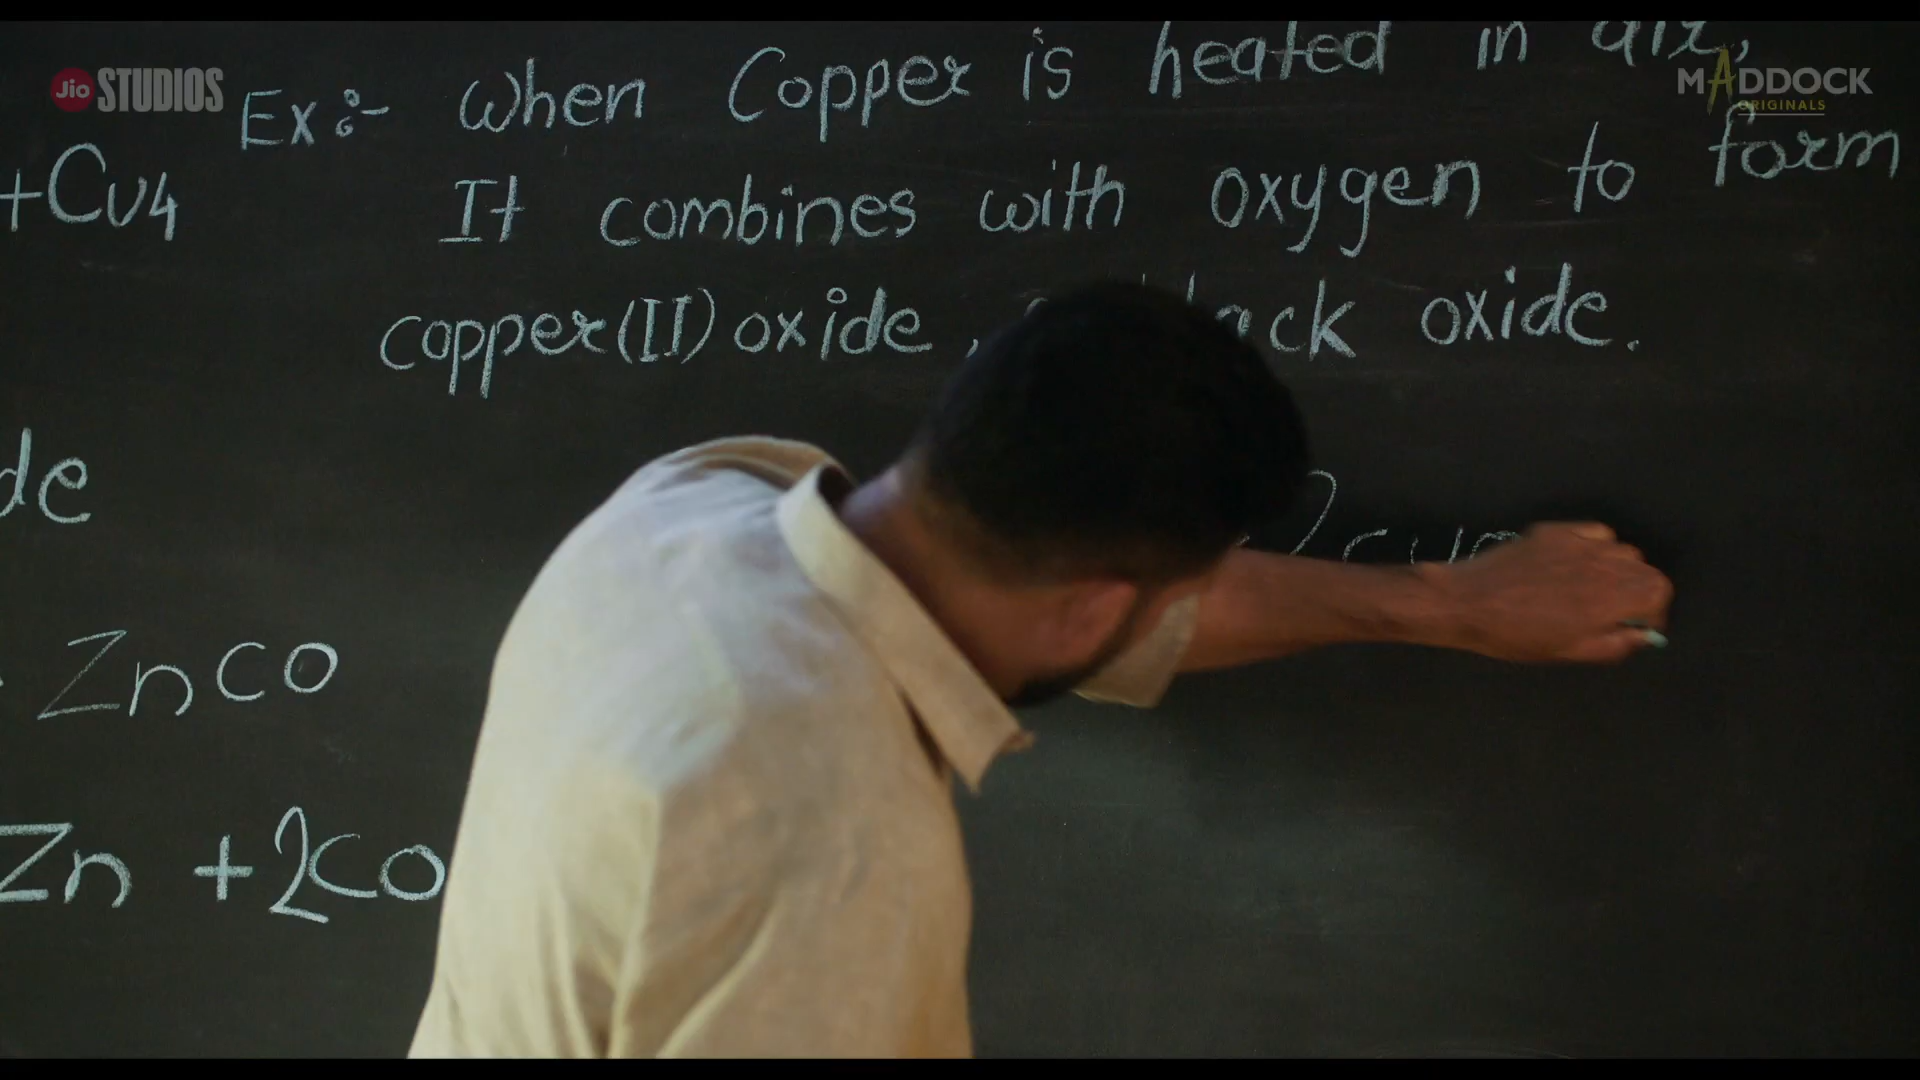 Jio STUDIOS
MADDOCK
ORIGINALS
Ex:- When Copper is heated in air,
It combines with oxygen to form
copper(II) oxide, oxide.
+Cu4
de
ZnCO
Zn + 2CO
2cuo